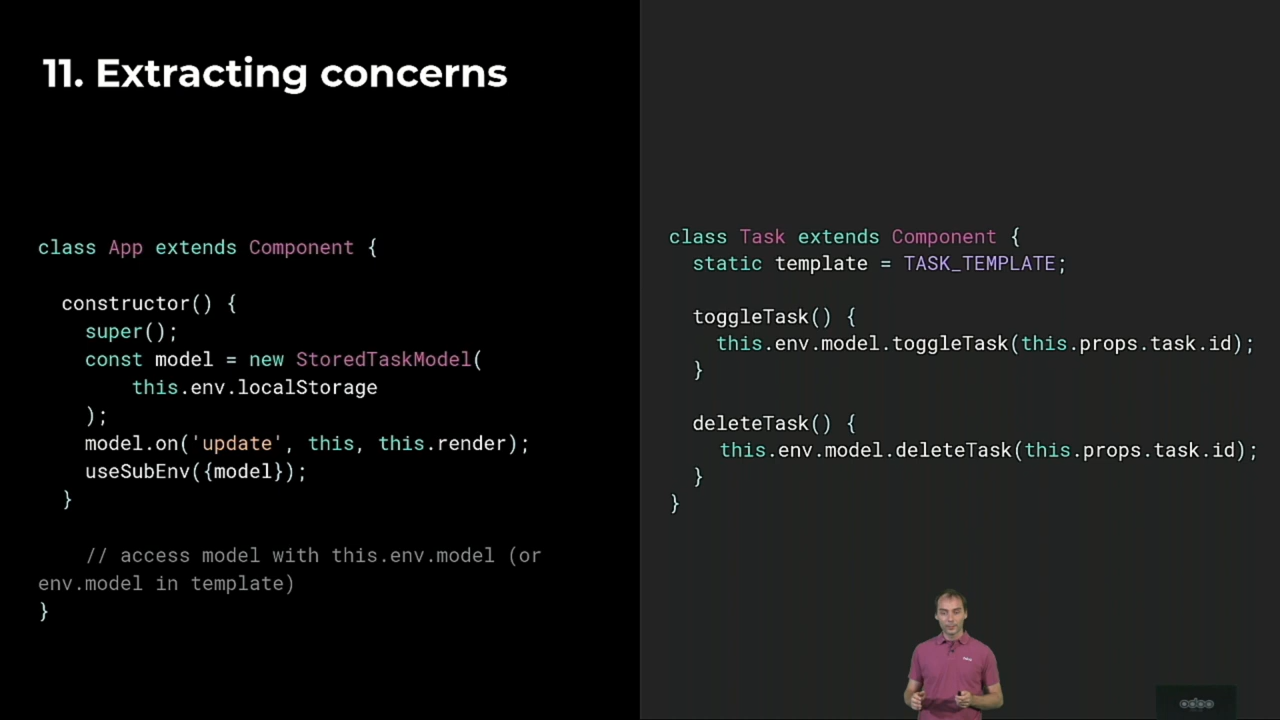 11. Extracting concerns
class App extends Component {
constructor() {
super();
const model = new StoredTaskModel(
this.env.localStorage
);
model.on('update', this, this.render);
useSubEnv({model});
}
// access model with this.env.model (or
env.model in template)
}
class Task extends Component {
static template = TASK_TEMPLATE;
toggleTask() {
this.env.model.toggleTask(this.props.task.id);
}
deleteTask() {
this.env.model.deleteTask(this.props.task.id);
}
}
odoo